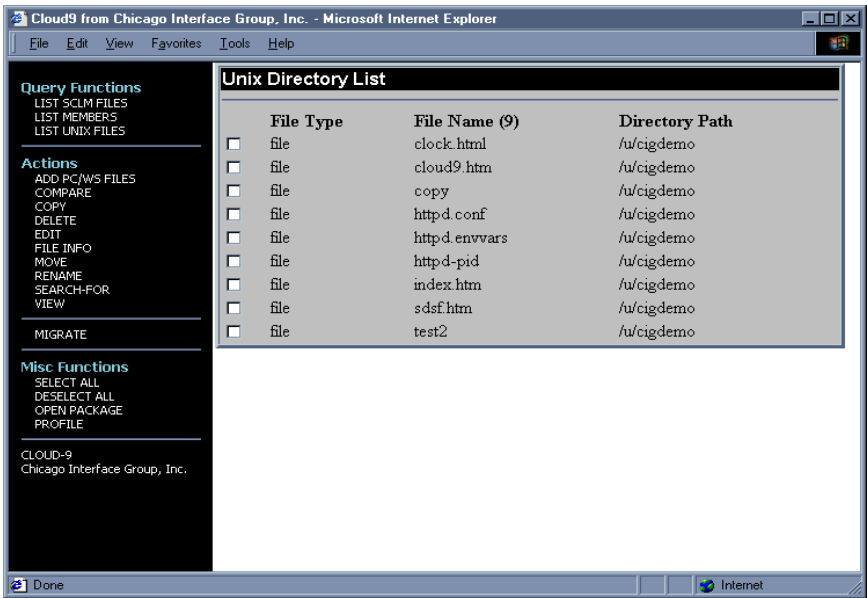 Cloud9 from Chicago Interface Group, Inc. - Microsoft Internet Explorer
File Edit View Favorites Tools Help
Query Functions
LIST SCLM FILES
LIST MEMBERS
LIST UNIX FILES
Actions
ADD PC/WS FILES
COMPARE
COPY
DELETE
EDIT
FILE INFO
MOVE
RENAME
SEARCH-FOR
VIEW
MIGRATE
Misc Functions
SELECT ALL
DESELECT ALL
OPEN PACKAGE
PROFILE
CLOUD-9
Chicago Interface Group, Inc.
Unix Directory List
File Type File Name (9) Directory Path
file clock.html /u/cigdemo
file cloud9.htm /u/cigdemo
file copy /u/cigdemo
file httpd.conf /u/cigdemo
file httpd.envvars /u/cigdemo
file httpd-pid /u/cigdemo
file index.htm /u/cigdemo
file sdsf.htm /u/cigdemo
file test2 /u/cigdemo
Done Internet